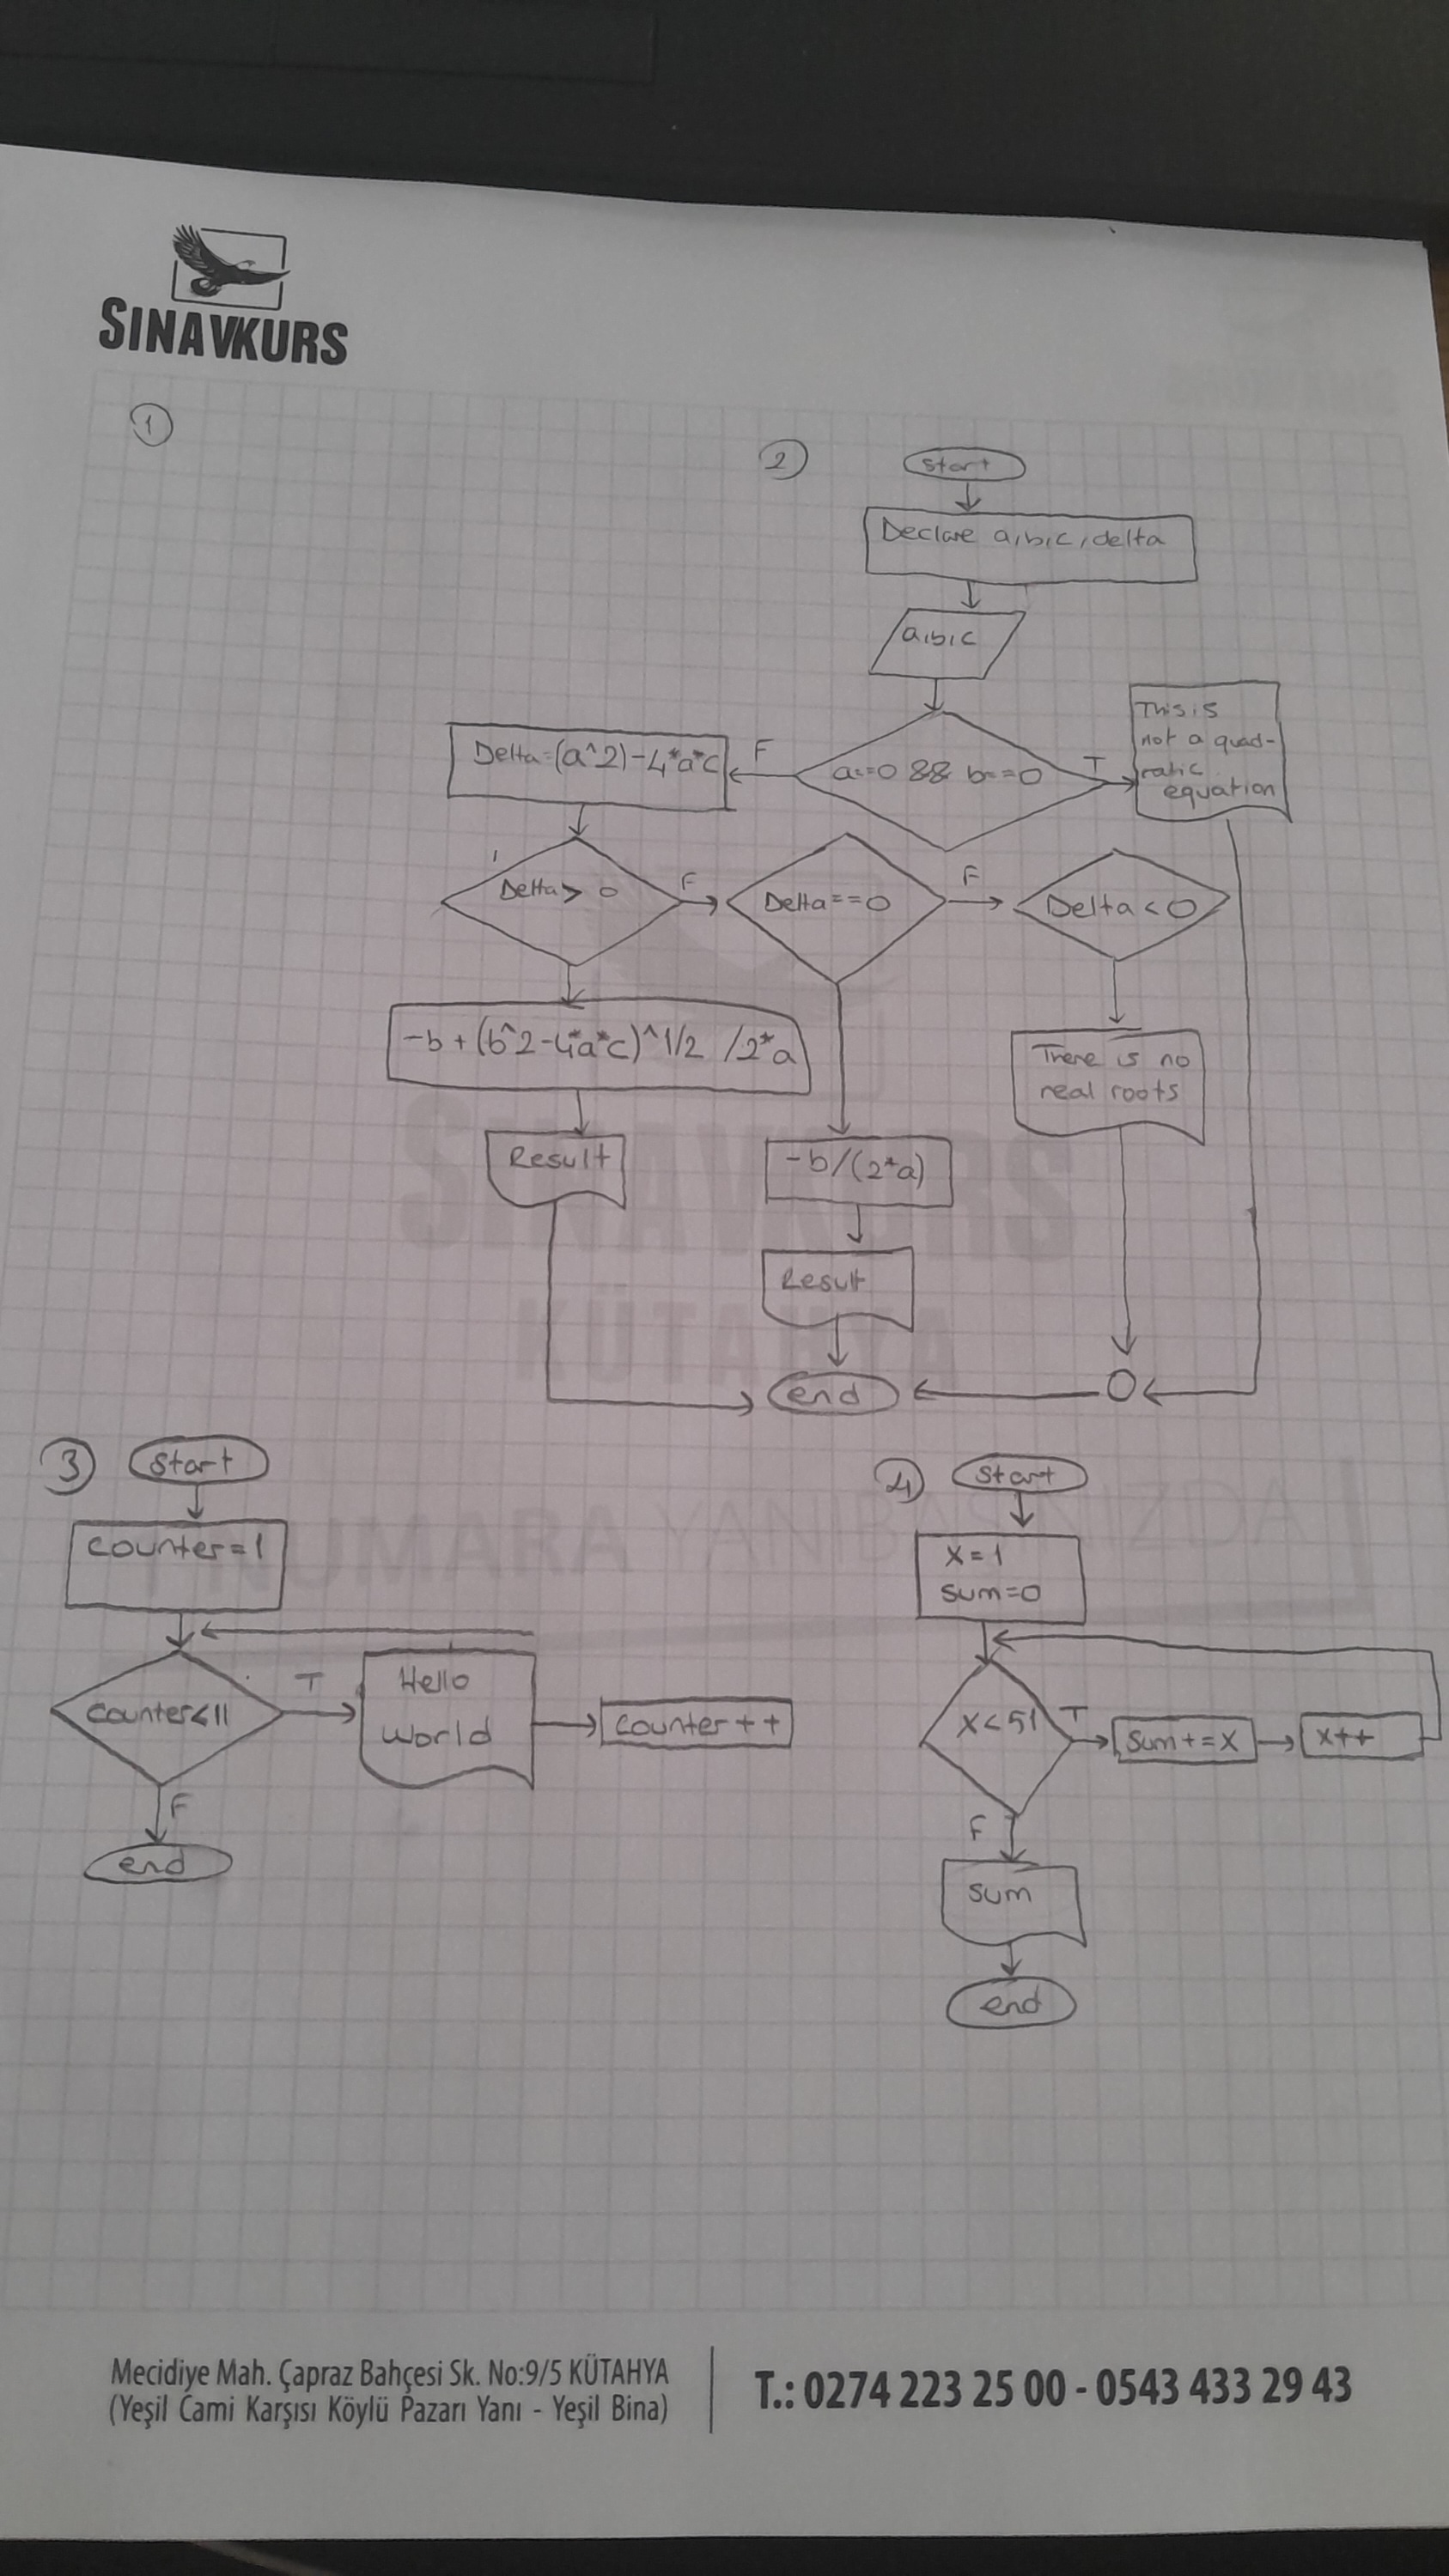 SINAVKURS
1
2
start
Declare a,b,c,delta
a,b,c
a==0 && b==0
T
This is
not a quad-
ratic
equation
F
Delta=(a^2)-4*a*c
Delta > 0
F
Delta==0
F
Delta<0
-b+(b^2-4*a*c)^1/2 /2*a
There is no
real roots
Result
-b/(2*a)
Result
end
3
start
counter=1
counter<11
T
Hello
World
counter++
F
end
4
start
x=1
sum=0
x<51
T
sum+=x
x++
F
sum
end
SINAVKURS
KÜTAHYA
Mecidiye Mah. Çapraz Bahçesi Sk. No:9/5 KÜTAHYA
(Yeşil Cami Karşısı Köylü Pazarı Yanı - Yeşil Bina)
T.: 0274 223 25 00 - 0543 433 29 43